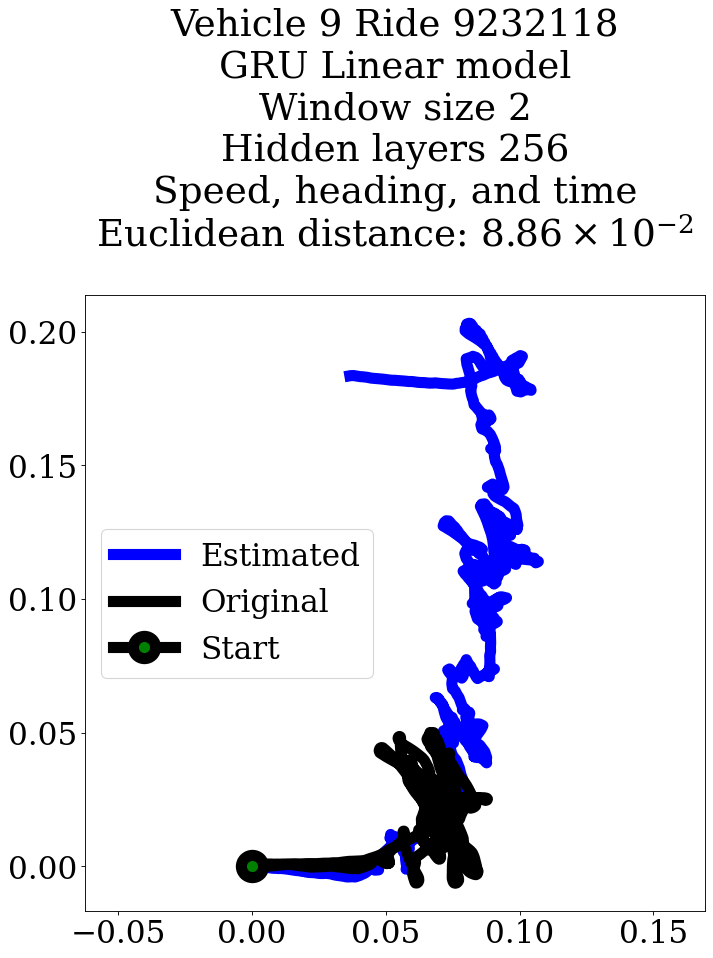 Vehicle 9 Ride 9232118
GRU Linear model
Window size 2
Hidden layers 256
Speed, heading, and time
Euclidean distance: 8.86 × 10⁻²
0.20
0.15
0.10
0.05
0.00
Estimated
Original
Start
−0.05 0.00 0.05 0.10 0.15